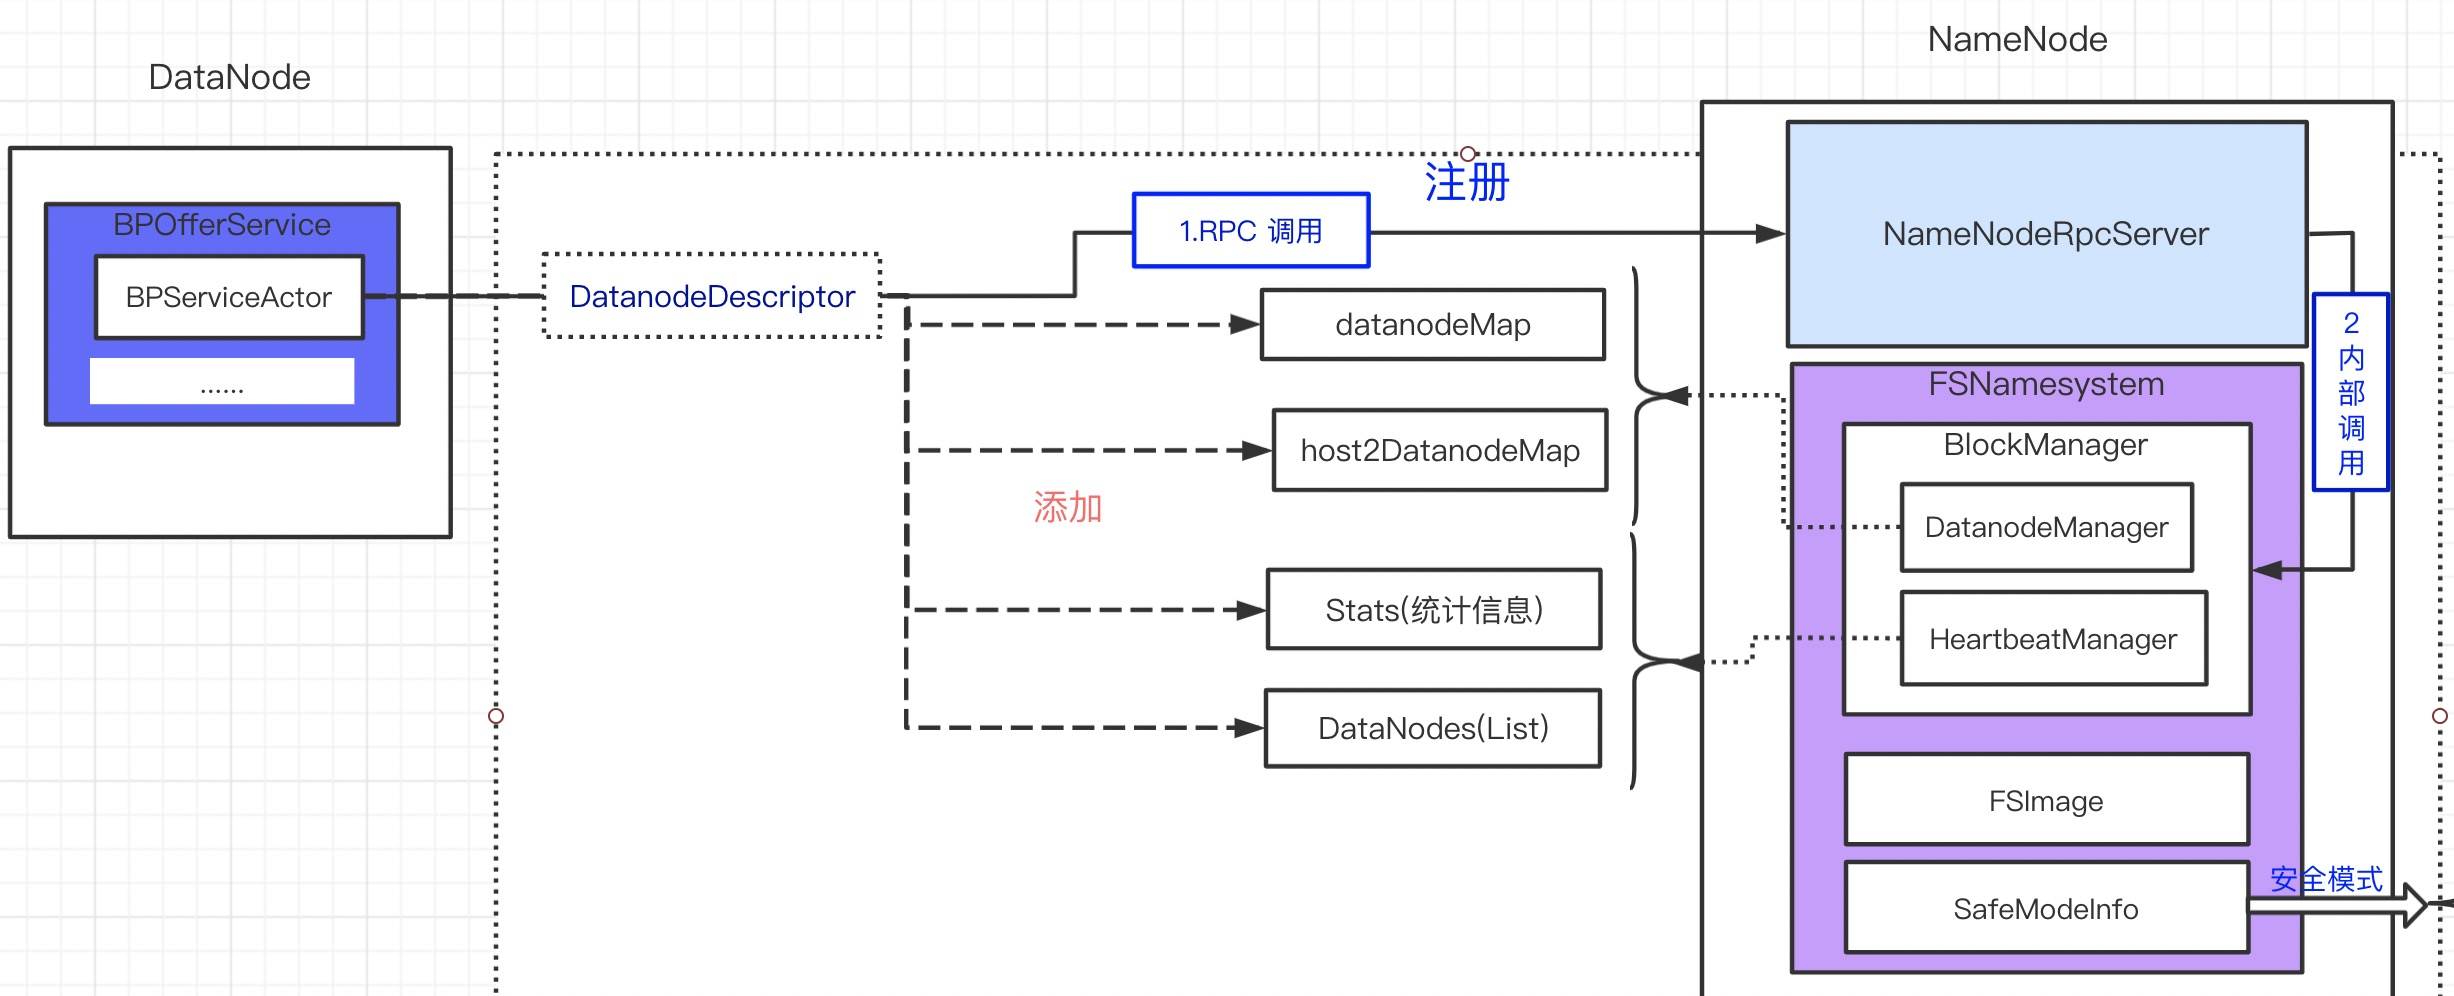 DataNode
BPOfferService
BPServiceActor
......
DatanodeDescriptor
注册
1.RPC 调用
datanodeMap
host2DatanodeMap
添加
Stats(统计信息)
DataNodes(List)
NameNode
NameNodeRpcServer
2
内
部
调
用
FSNamesystem
BlockManager
DatanodeManager
HeartbeatManager
FSImage
安全模式
SafeModeInfo